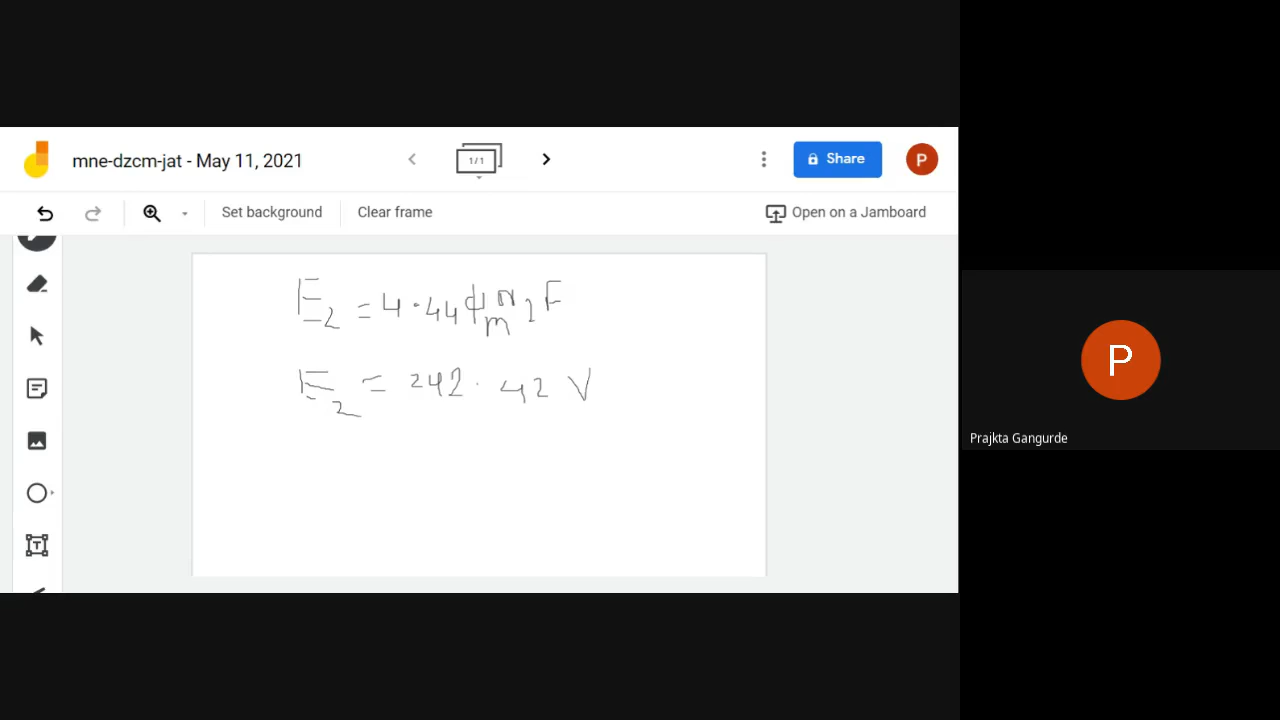 mne-dzcm-jat - May 11, 2021
1/1
Share
P
Set background
Clear frame
Open on a Jamboard
E₂ = 4.44 ϕm N₂ F
E₂ = 242.42 V
T
P
Prajkta Gangurde